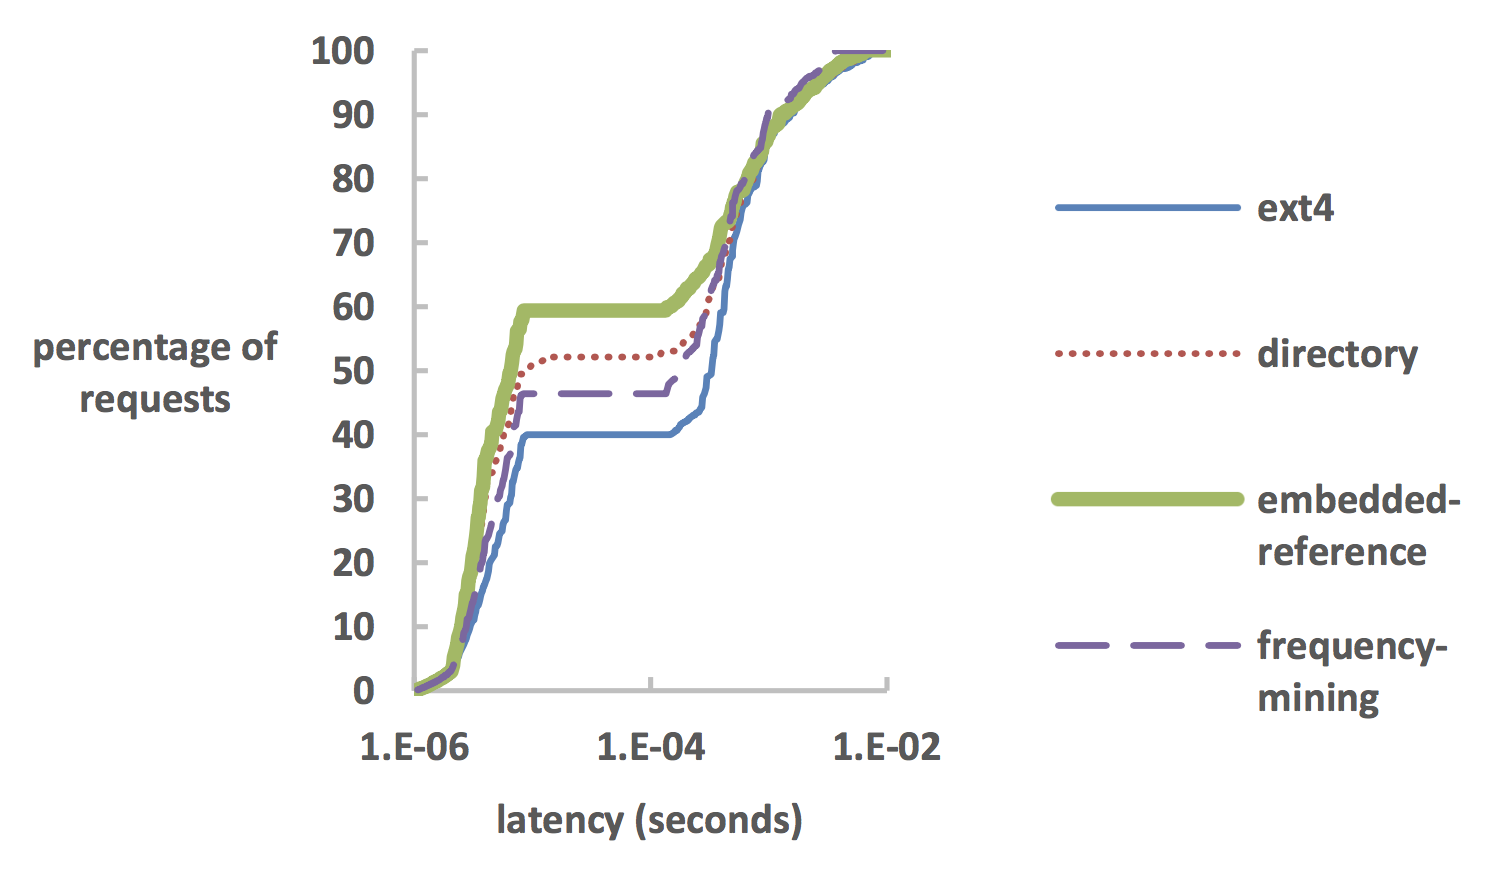 100
90
80
70
60
50
40
30
20
10
0
percentage of
requests
1.E-06 1.E-04 1.E-02
latency (seconds)
ext4
directory
embedded-
reference
frequency-
mining